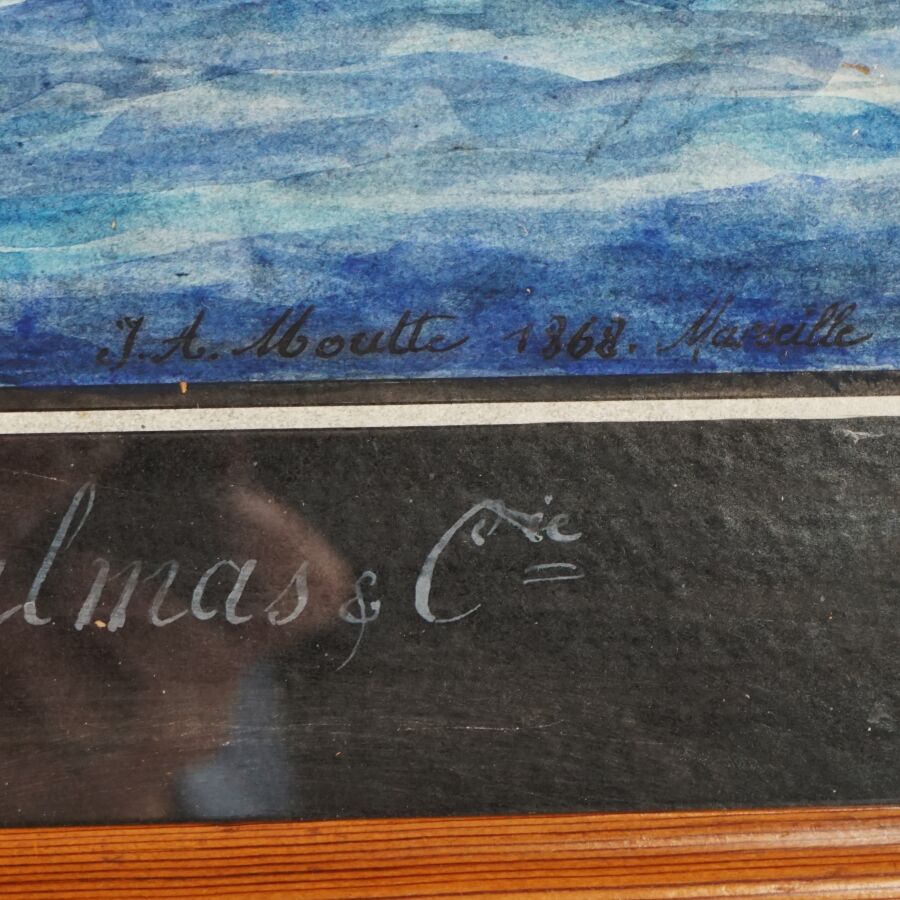 J. A. Moutte 1868. Marseille
lmas & Cie